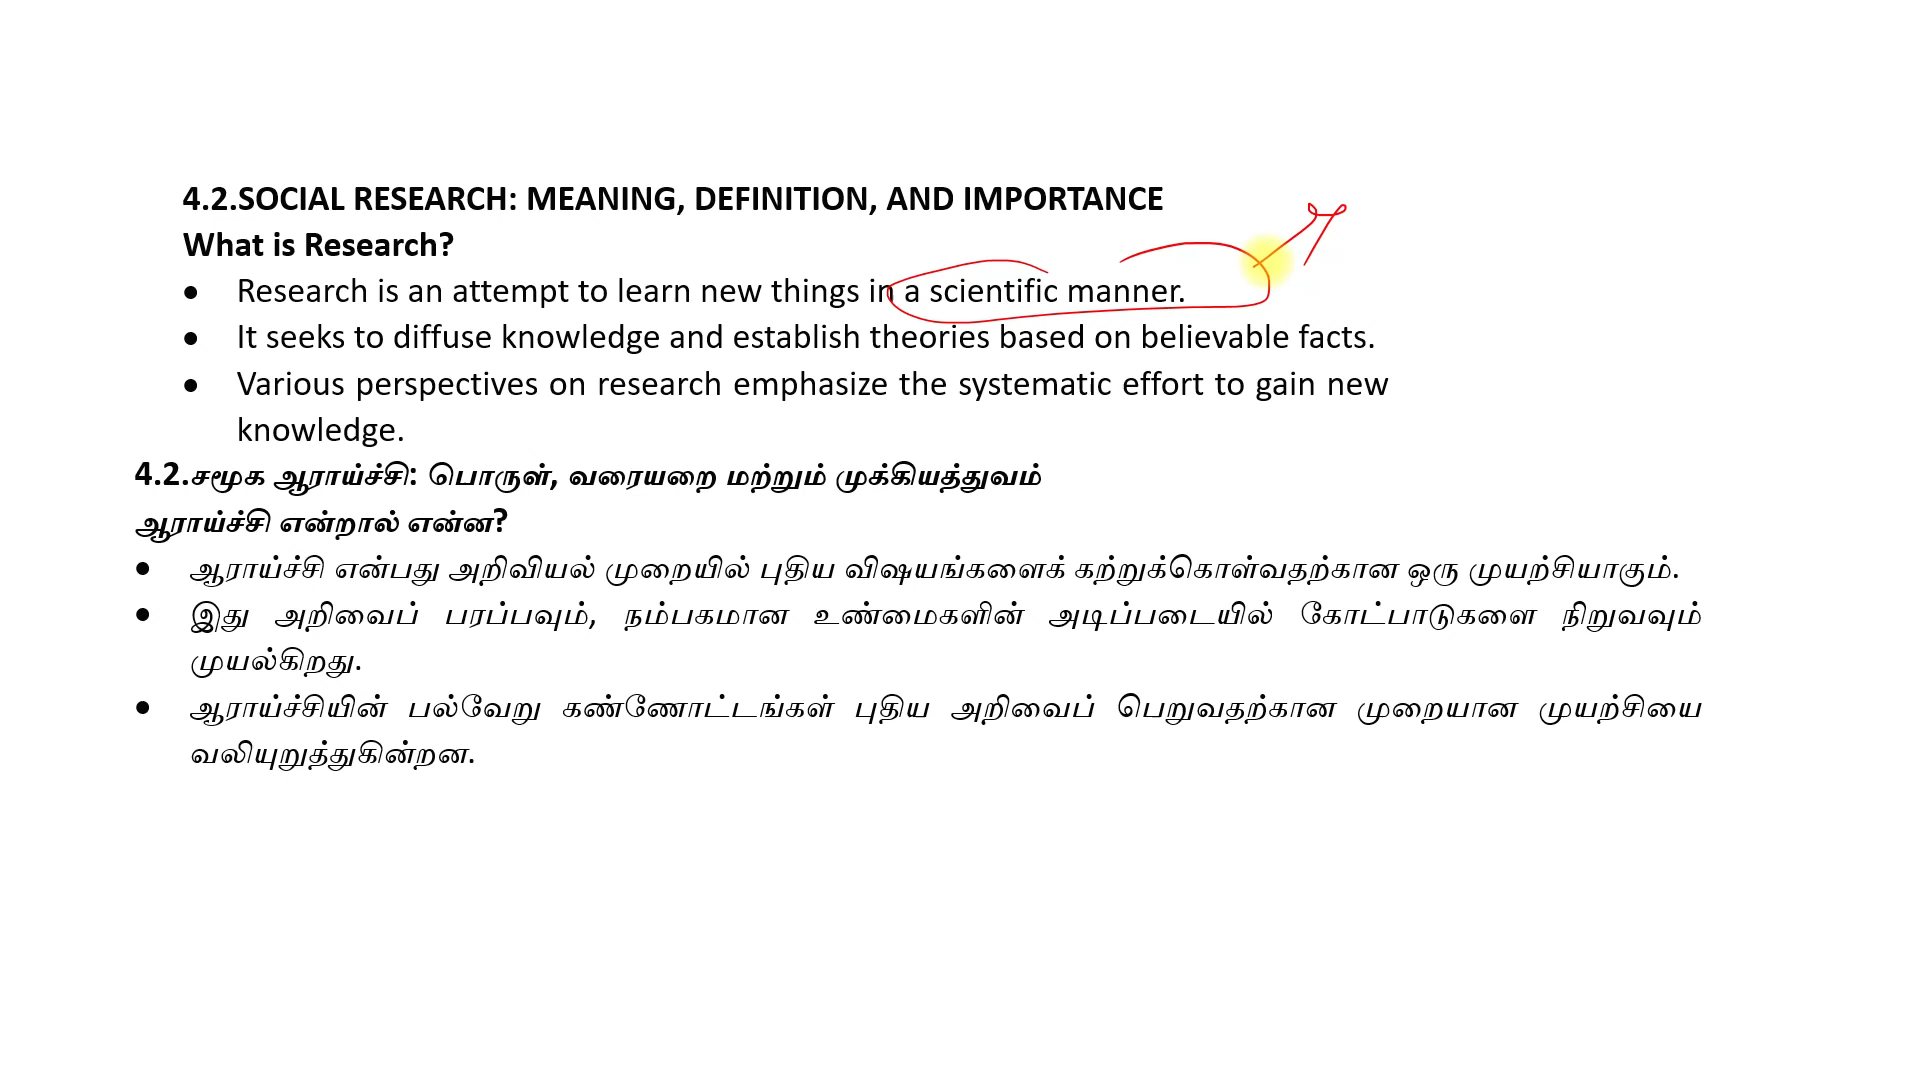 4.2.SOCIAL RESEARCH: MEANING, DEFINITION, AND IMPORTANCE
What is Research?
● Research is an attempt to learn new things in a scientific manner.
● It seeks to diffuse knowledge and establish theories based on believable facts.
● Various perspectives on research emphasize the systematic effort to gain new
knowledge.
4.2.சமூக ஆராய்ச்சி: பொருள், வரையறை மற்றும் முக்கியத்துவம்
ஆராய்ச்சி என்றால் என்ன?
● ஆராய்ச்சி என்பது அறிவியல் முறையில் புதிய விஷயங்களைக் கற்றுக்கொள்வதற்கான ஒரு முயற்சியாகும்.
● இது அறிவைப் பரப்பவும், நம்பகமான உண்மைகளின் அடிப்படையில் கோட்பாடுகளை நிறுவவும்
முயல்கிறது.
● ஆராய்ச்சியின் பல்வேறு கண்ணோட்டங்கள் புதிய அறிவைப் பெறுவதற்கான முறையான முயற்சியை
வலியுறுத்துகின்றன.